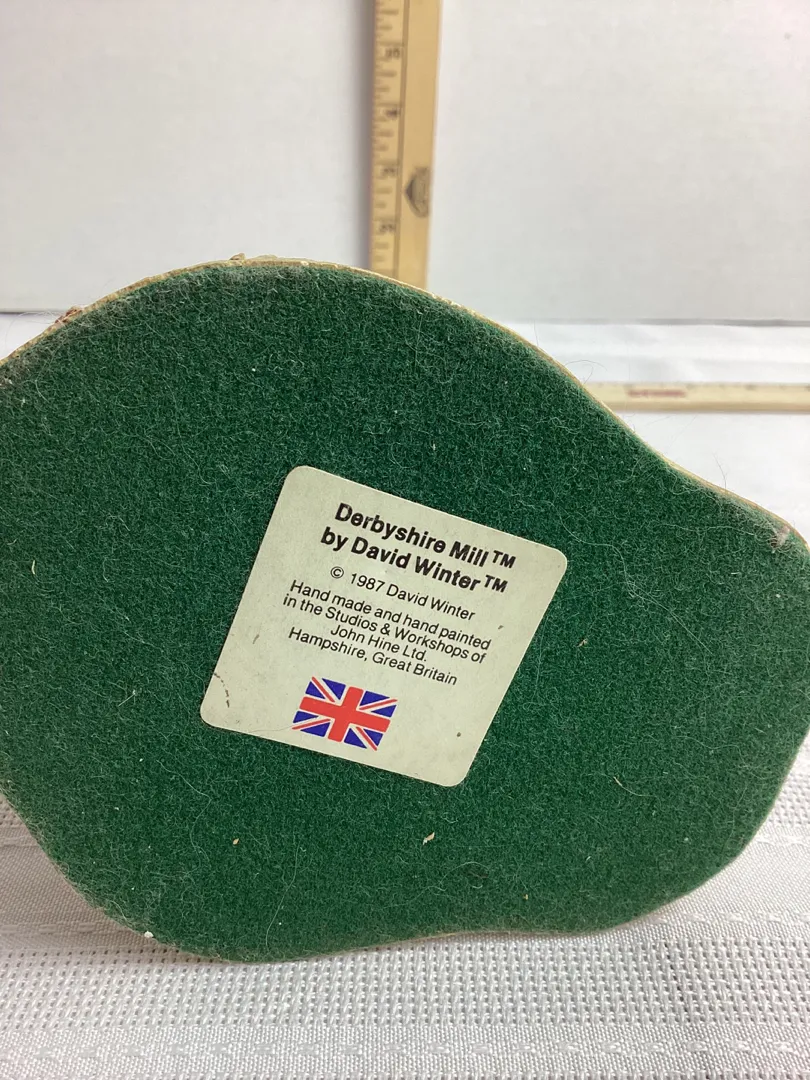 Derbyshire Mill™
by David Winter™
© 1987 David Winter
Hand made and hand painted
in the Studios & Workshops of
John Hine Ltd.
Hampshire, Great Britain